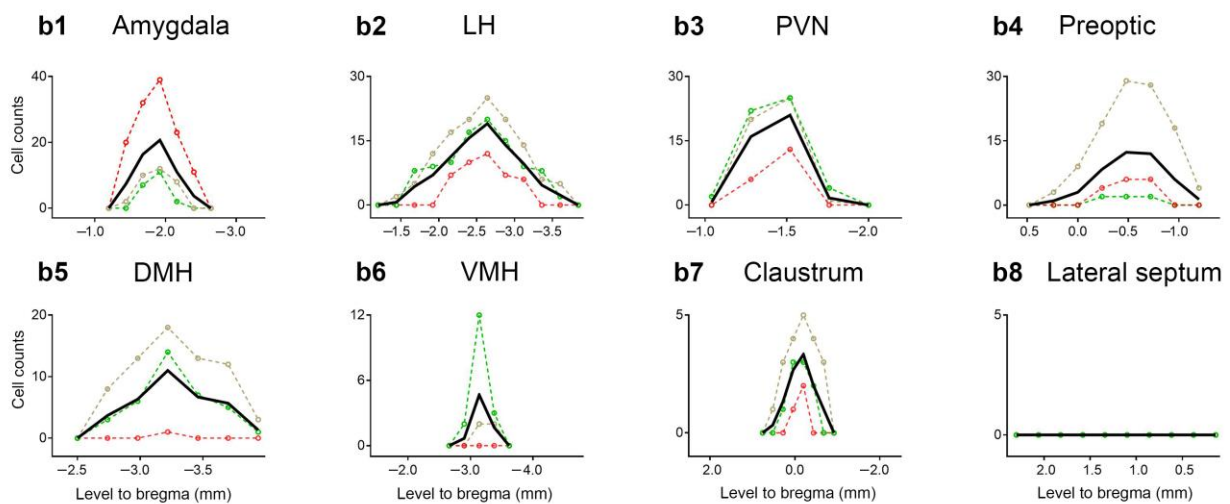 b1 Amygdala
b2 LH
b3 PVN
b4 Preoptic
Cell counts
40
20
0
–1.0 –2.0 –3.0
30
15
0
–1.5 –2.0 –2.5 –3.0 –3.5
30
15
0
–1.0 –1.5 –2.0
30
15
0
0.5 0.0 –0.5 –1.0
b5 DMH
b6 VMH
b7 Claustrum
b8 Lateral septum
Cell counts
20
10
0
–2.5 –3.0 –3.5
Level to bregma (mm)
12
6
0
–2.0 –3.0 –4.0
Level to bregma (mm)
5
0
2.0 0.0 –2.0
Level to bregma (mm)
5
0
2.0 1.5 1.0 0.5
Level to bregma (mm)